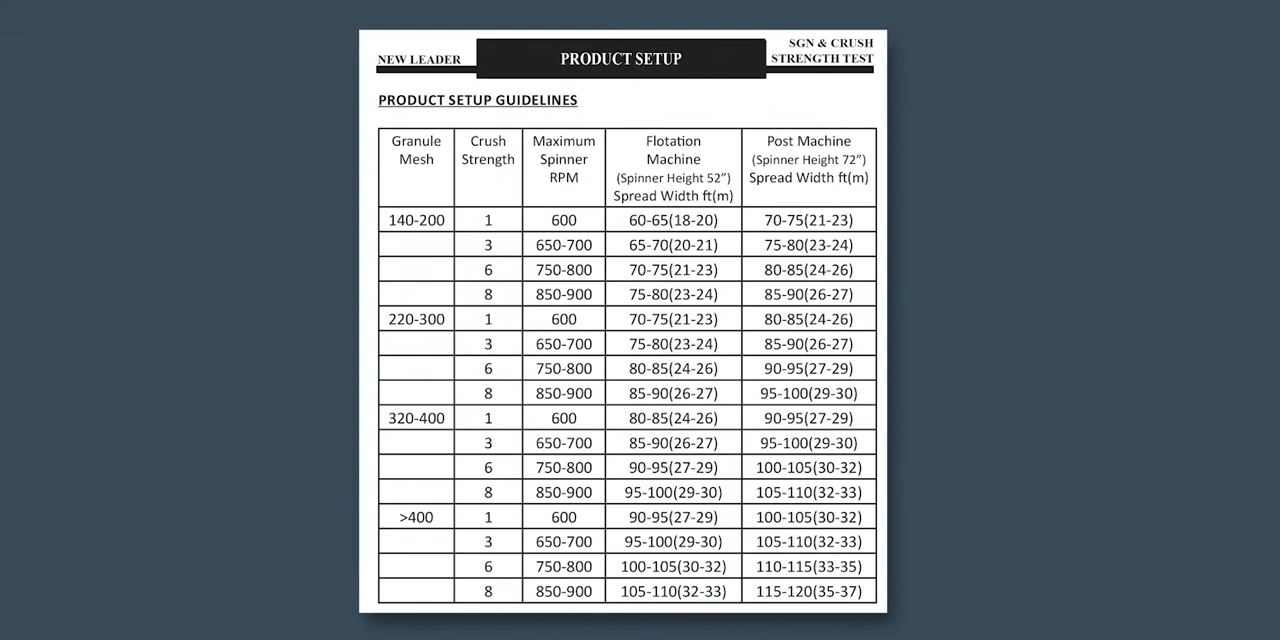 NEW LEADER
PRODUCT SETUP
SGN & CRUSH
STRENGTH TEST
PRODUCT SETUP GUIDELINES
Granule Mesh Crush Strength Maximum Spinner RPM Flotation Machine (Spinner Height 52”) Spread Width ft(m) Post Machine (Spinner Height 72”) Spread Width ft(m)
140-200 1 600 60-65(18-20) 70-75(21-23)
3 650-700 65-70(20-21) 75-80(23-24)
6 750-800 70-75(21-23) 80-85(24-26)
8 850-900 75-80(23-24) 85-90(26-27)
220-300 1 600 70-75(21-23) 80-85(24-26)
3 650-700 75-80(23-24) 85-90(26-27)
6 750-800 80-85(24-26) 90-95(27-29)
8 850-900 85-90(26-27) 95-100(29-30)
320-400 1 600 80-85(24-26) 90-95(27-29)
3 650-700 85-90(26-27) 95-100(29-30)
6 750-800 90-95(27-29) 100-105(30-32)
8 850-900 95-100(29-30) 105-110(32-33)
>400 1 600 90-95(27-29) 100-105(30-32)
3 650-700 95-100(29-30) 105-110(32-33)
6 750-800 100-105(30-32) 110-115(33-35)
8 850-900 105-110(32-33) 115-120(35-37)